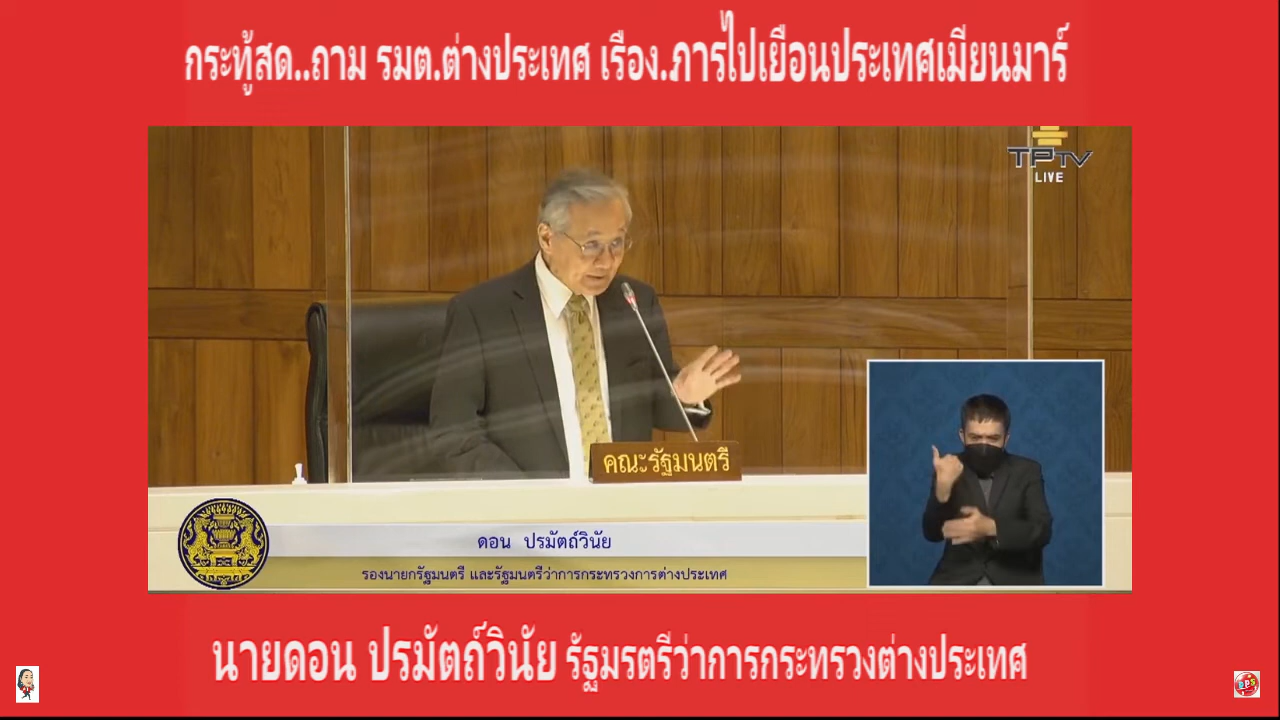 กระทู้สด..ถาม รมต.ต่างประเทศ เรื่อง..การไปเยือนประเทศเมียนมาร์
TPTV
LIVE
คณะรัฐมนตรี
ดอน ปรมัตถ์วินัย
รองนายกรัฐมนตรี และรัฐมนตรีว่าการกระทรวงการต่างประเทศ
นายดอน ปรมัตถ์วินัย รัฐมรตรีว่าการกระทรวงต่างประเทศ